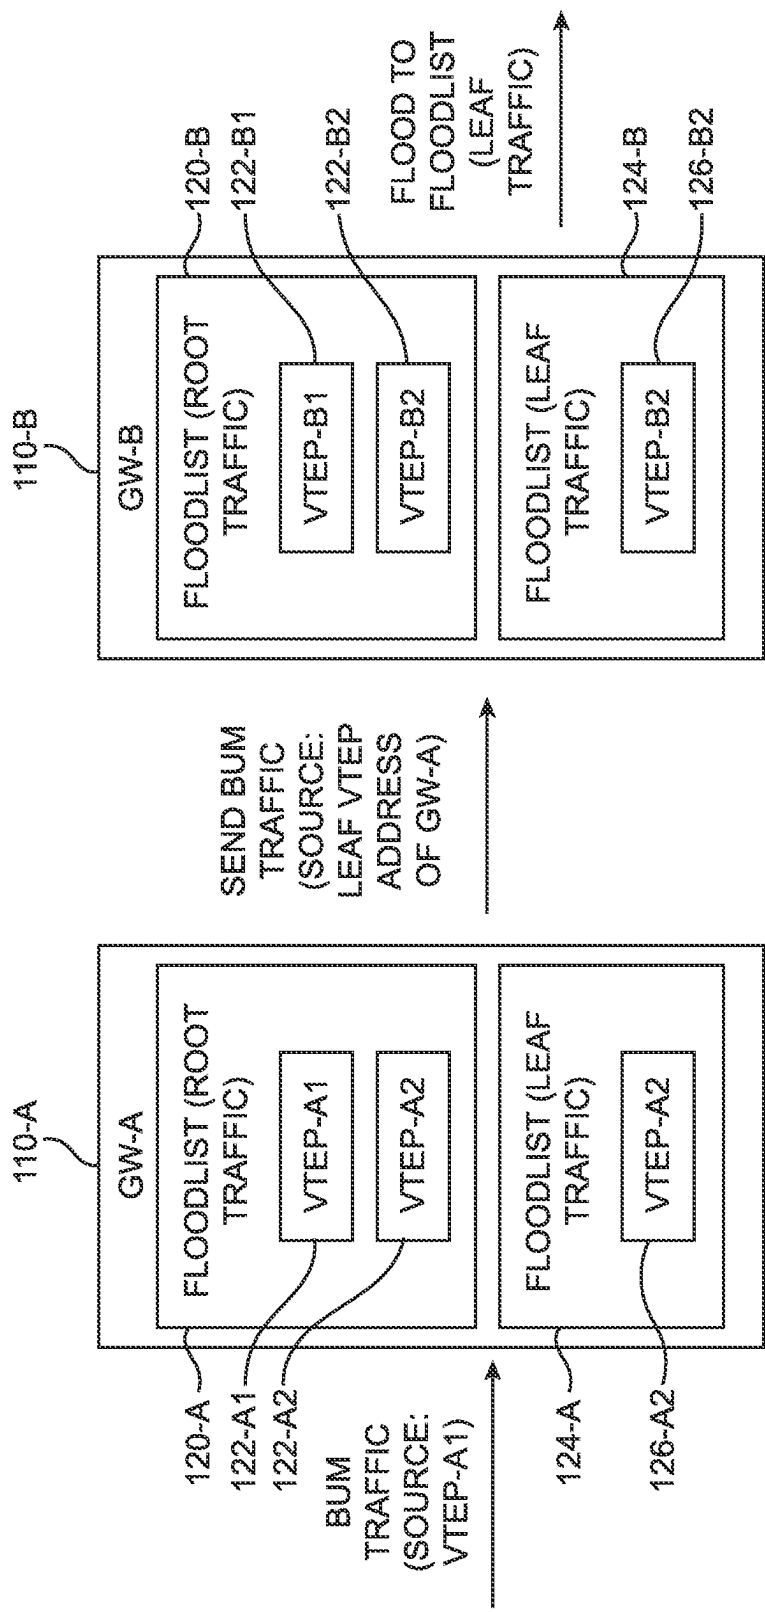 110-A
GW-A
FLOODLIST (ROOT
TRAFFIC)
VTEP-A1
VTEP-A2
FLOODLIST (LEAF
TRAFFIC)
VTEP-A2
120-A
122-A1
122-A2
BUM
TRAFFIC
(SOURCE:
VTEP-A1)
124-A
126-A2
SEND BUM
TRAFFIC
(SOURCE:
LEAF VTEP
ADDRESS
OF GW-A)
110-B
GW-B
FLOODLIST (ROOT
TRAFFIC)
VTEP-B1
VTEP-B2
FLOODLIST (LEAF
TRAFFIC)
VTEP-B2
120-B
122-B1
122-B2
FLOOD TO
FLOODLIST
(LEAF
TRAFFIC)
124-B
126-B2